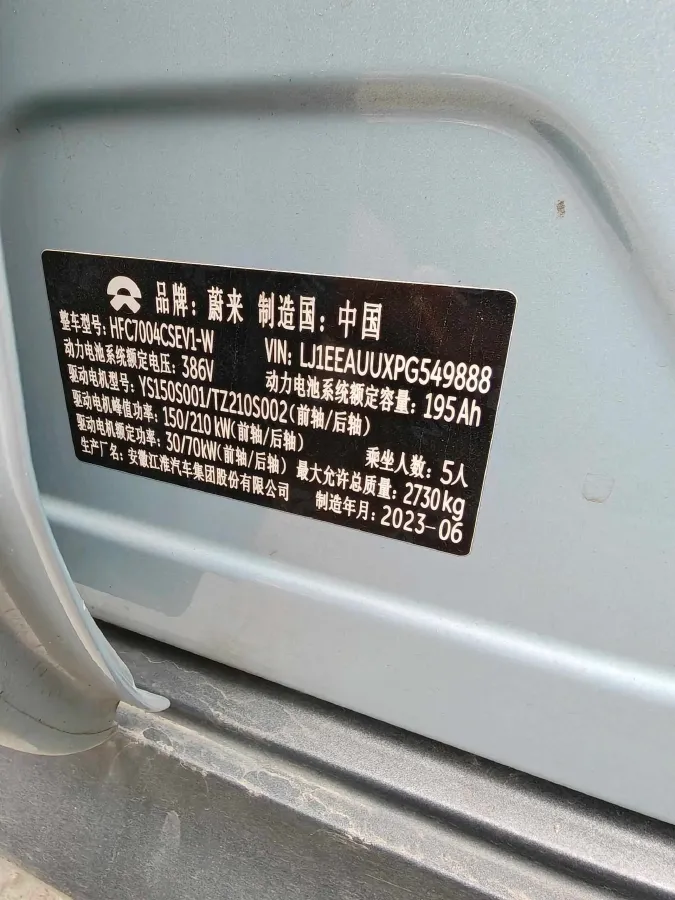 品牌：蔚来 制造国：中国
整车型号：HFC7004CSEV1-W VIN: LJ1EEAUUXPG549888
动力电池系统额定电压：386V 动力电池系统额定容量：195Ah
驱动电机型号：YS150S001/TZ210S002(前轴/后轴)
驱动电机峰值功率：150/210kW(前轴/后轴) 乘坐人数：5人
驱动电机额定功率：30/70kW(前轴/后轴) 最大允许总质量：2730kg
生产厂名：安徽江淮汽车集团股份有限公司 制造年月：2023-06